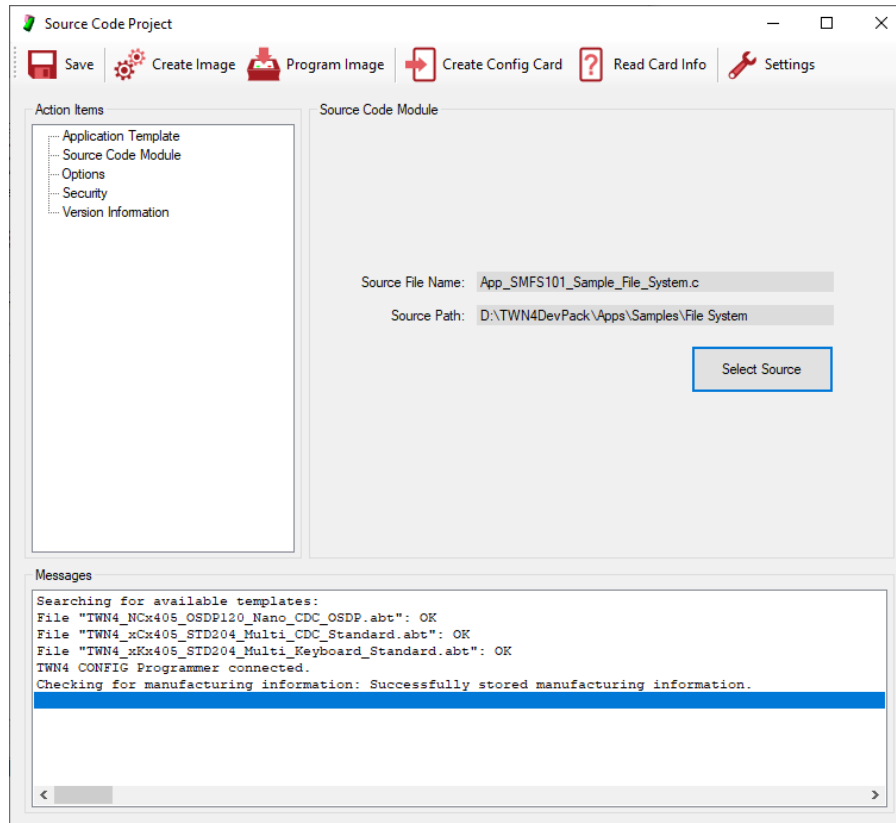 Source Code Project
Save Create Image Program Image Create Config Card ? Read Card Info Settings
Action Items
Application Template
Source Code Module
Options
Security
Version Information
Source Code Module
Source File Name: App_SMFS101_Sample_File_System.c
Source Path: D:\TWN4DevPack\Apps\Samples\File System
Select Source
Messages
Searching for available templates:
File "TWN4_NCx405_OSDP120_Nano_CDC_OSDP.abt": OK
File "TWN4_xCx405_STD204_Multi_CDC_Standard.abt": OK
File "TWN4_xKx405_STD204_Multi_Keyboard_Standard.abt": OK
TWN4 CONFIG Programmer connected.
Checking for manufacturing information: Successfully stored manufacturing information.